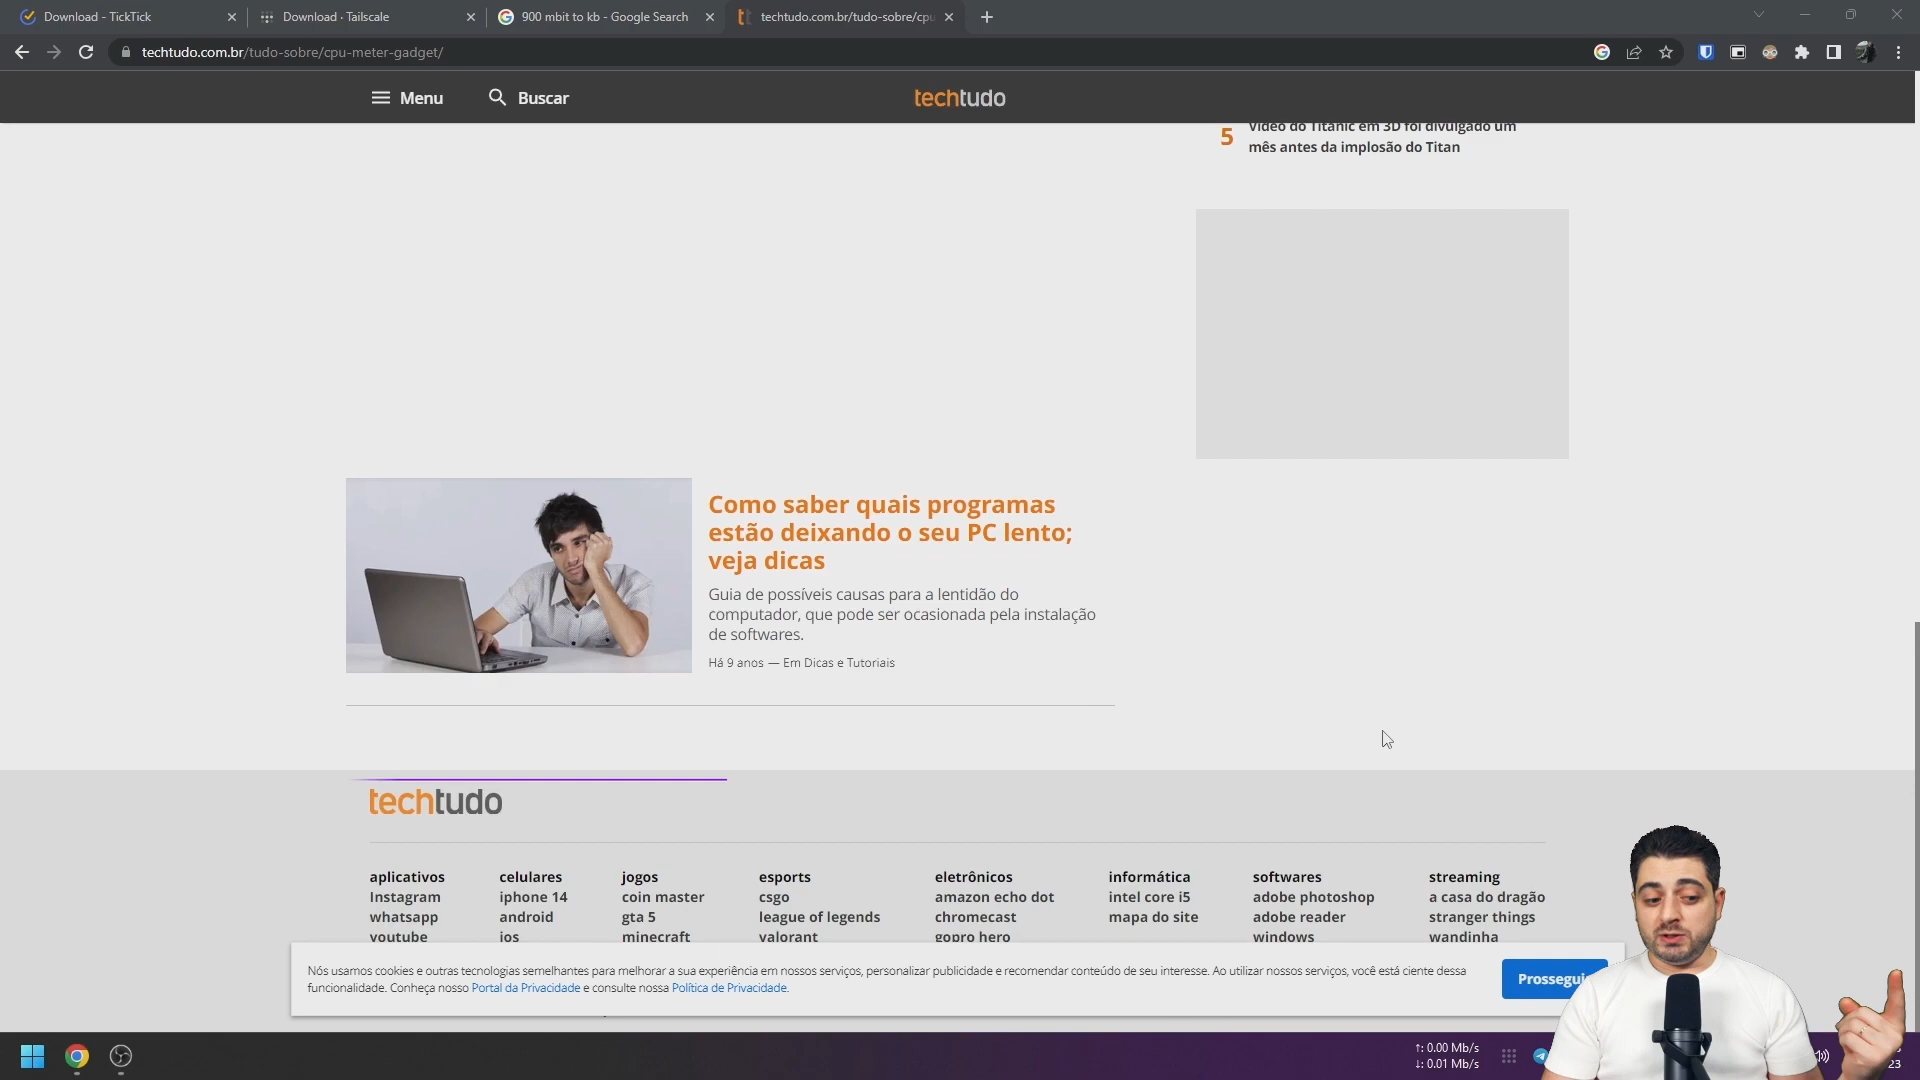 Download - TickTick
Download · Tailscale
900 mbit to kb - Google Search
techtudo.com.br/tudo-sobre/cpu
techtudo.com.br/tudo-sobre/cpu-meter-gadget/
Menu
Buscar
techtudo
5
Vídeo do Titanic em 3D foi divulgado um
mês antes da implosão do Titan
Como saber quais programas
estão deixando o seu PC lento;
veja dicas
Guia de possíveis causas para a lentidão do
computador, que pode ser ocasionada pela instalação
de softwares.
Há 9 anos — Em Dicas e Tutoriais
techtudo
aplicativos celulares jogos esports eletrônicos informática softwares streaming
Instagram iphone 14 coin master csgo amazon echo dot intel core i5 adobe photoshop a casa do dragão
whatsapp android gta 5 league of legends chromecast mapa do site adobe reader stranger things
youtube ios minecraft valorant gopro hero windows wandinha
Nós usamos cookies e outras tecnologias semelhantes para melhorar a sua experiência em nossos serviços, personalizar publicidade e recomendar conteúdo de seu interesse. Ao utilizar nossos serviços, você está ciente dessa
funcionalidade. Conheça nosso Portal da Privacidade e consulte nossa Política de Privacidade.
↑: 0.00 Mb/s
↓: 0.01 Mb/s
23